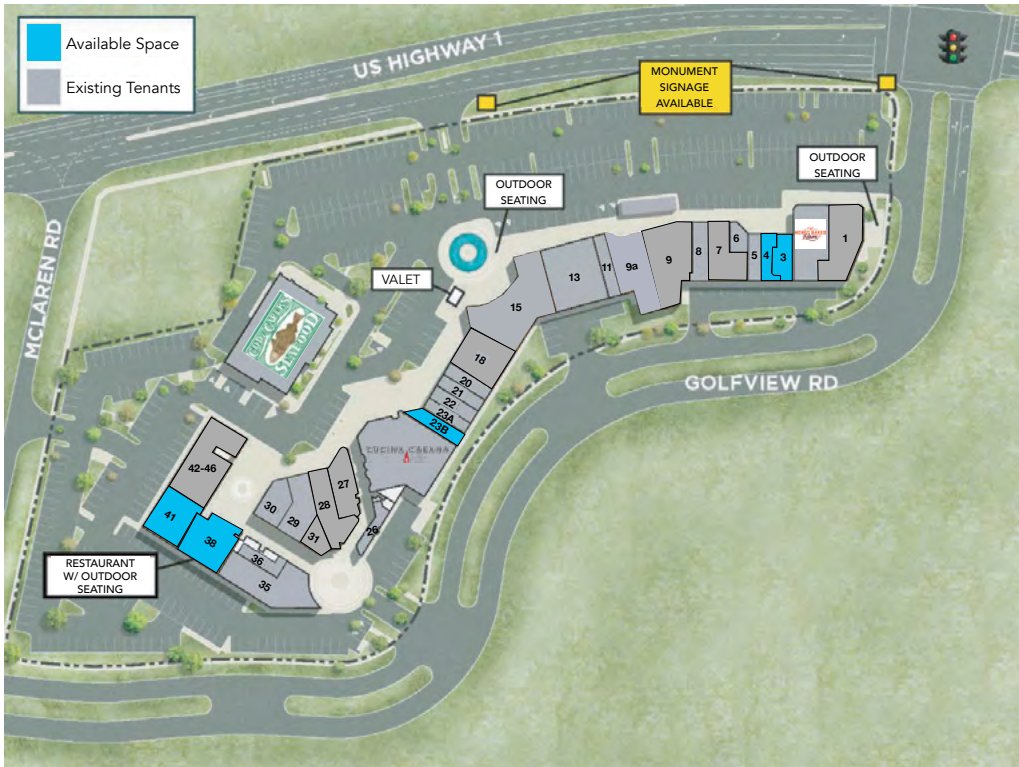 Available Space
Existing Tenants
US HIGHWAY 1
MONUMENT
SIGNAGE
AVAILABLE
OUTDOOR
SEATING
OUTDOOR
SEATING
MCLAREN RD
VALET
GOLFVIEW RD
1
3
4
5
6
7
8
9
9a
11
13
15
18
20
21
22
23A
23B
SEAFOOD
CUCINA CABANA
26
27
28
29
30
31
42-46
41
38
36
35
RESTAURANT
W/ OUTDOOR
SEATING